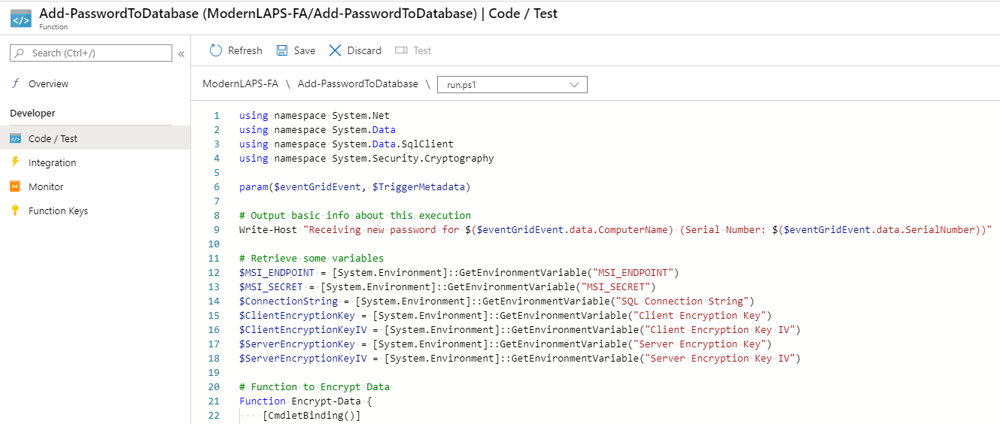 Add-PasswordToDatabase (ModernLAPS-FA/Add-PasswordToDatabase) | Code / Test
Function
Search (Ctrl+/)
«
Refresh
Save
Discard
Test
Overview
ModernLAPS-FA \ Add-PasswordToDatabase \ run.ps1
Developer
Code / Test
Integration
Monitor
Function Keys
1 using namespace System.Net
2 using namespace System.Data
3 using namespace System.Data.SqlClient
4 using namespace System.Security.Cryptography
5
6 param($eventGridEvent, $TriggerMetadata)
7
8 # Output basic info about this execution
9 Write-Host "Receiving new password for $($eventGridEvent.data.ComputerName) (Serial Number: $($eventGridEvent.data.SerialNumber))"
10
11 # Retrieve some variables
12 $MSI_ENDPOINT = [System.Environment]::GetEnvironmentVariable("MSI_ENDPOINT")
13 $MSI_SECRET = [System.Environment]::GetEnvironmentVariable("MSI_SECRET")
14 $ConnectionString = [System.Environment]::GetEnvironmentVariable("SQL Connection String")
15 $ClientEncryptionKey = [System.Environment]::GetEnvironmentVariable("Client Encryption Key")
16 $ClientEncryptionKeyIV = [System.Environment]::GetEnvironmentVariable("Client Encryption Key IV")
17 $ServerEncryptionKey = [System.Environment]::GetEnvironmentVariable("Server Encryption Key")
18 $ServerEncryptionKeyIV = [System.Environment]::GetEnvironmentVariable("Server Encryption Key IV")
19
20 # Function to Encrypt Data
21 Function Encrypt-Data {
22 [CmdletBinding()]